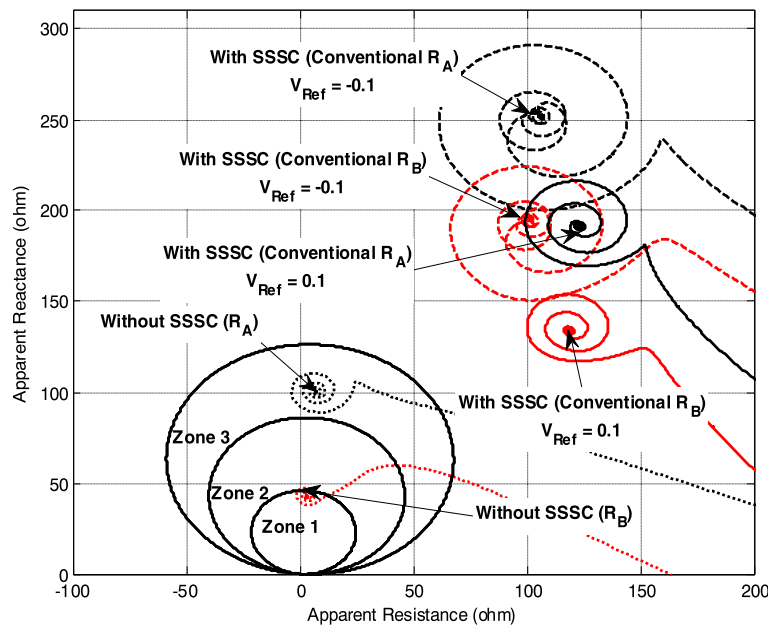 300
250
200
150
100
50
0
Apparent Reactance (ohm)
With SSSC (Conventional R_A)
V_Ref = -0.1
With SSSC (Conventional R_B)
V_Ref = -0.1
With SSSC (Conventional R_A)
V_Ref = 0.1
Without SSSC (R_A)
With SSSC (Conventional R_B)
V_Ref = 0.1
Zone 3
Zone 2
Zone 1
Without SSSC (R_B)
-100 -50 0 50 100 150 200
Apparent Resistance (ohm)